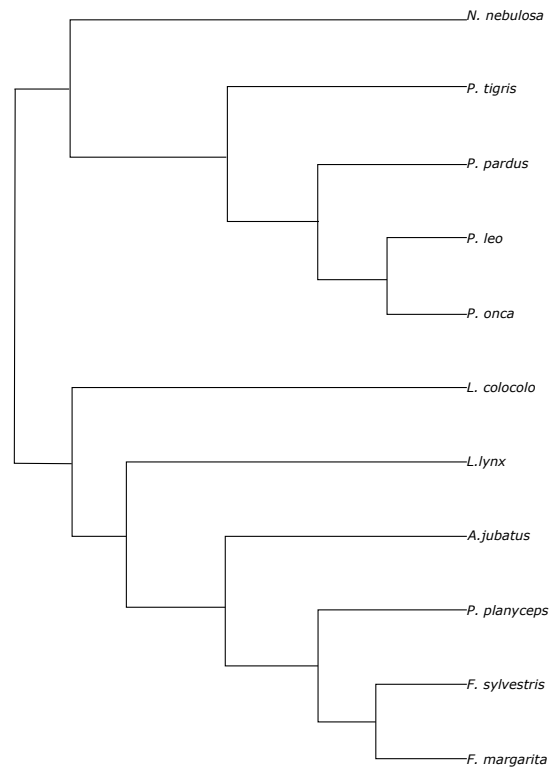 N. nebulosa
P. tigris
P. pardus
P. leo
P. onca
L. colocolo
L.lynx
A.jubatus
P. planyceps
F. sylvestris
F. margarita